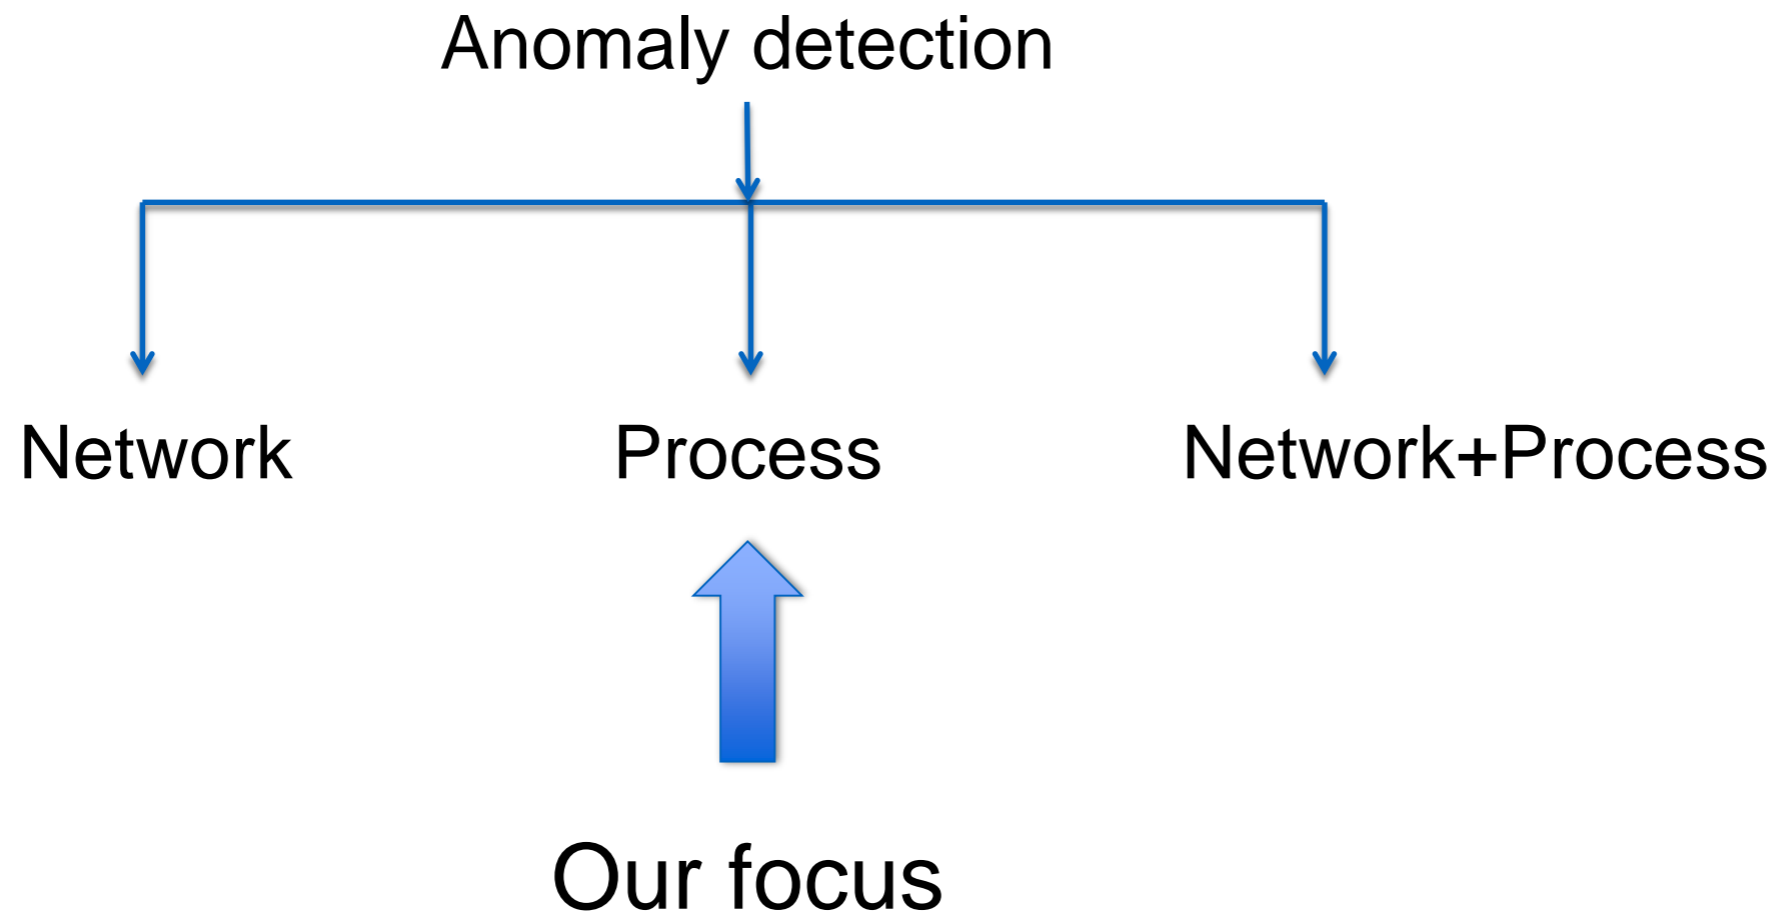 Anomaly detection
Network
Process
Network+Process
Our focus